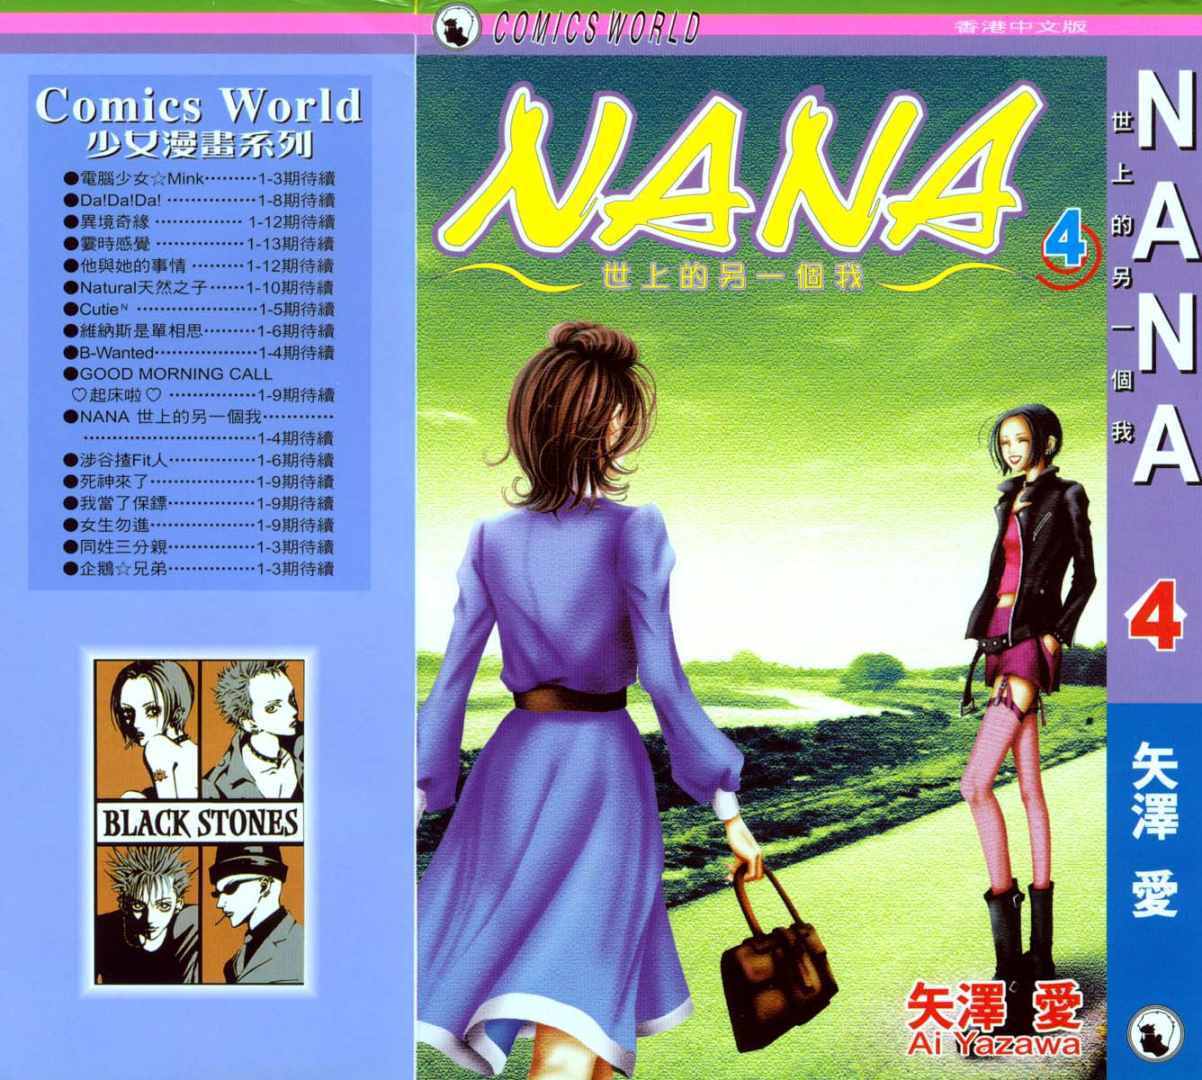 COMICS WORLD
香港中文版
Comics World
少女漫畫系列
●電腦少女☆Mink………1-3期待續
●Da!Da!Da! ……………1-8期待續
●異境奇緣 …………… 1-12期待續
●霎時感覺 ……………1-13期待續
●他與她的事情 ………1-12期待續
●Natural天然之子……1-10期待續
●Cutieᴺ …………………1-5期待續
●維納斯是單相思………1-6期待續
●B-Wanted………………1-4期待續
●GOOD MORNING CALL
♡起床啦♡ ……………1-9期待續
●NANA 世上的另一個我…………
…………………………1-4期待續
●涉谷揸Fit人……………1-6期待續
●死神來了………………1-9期待續
●我當了保鏢……………1-9期待續
●女生勿進………………1-9期待續
●同姓三分親……………1-3期待續
●企鵝☆兄弟……………1-3期待續
BLACK STONES
NANA
4
世上的另一個我
矢澤 愛
Ai Yazawa
NANA
世上的另一個我
4
矢澤 愛